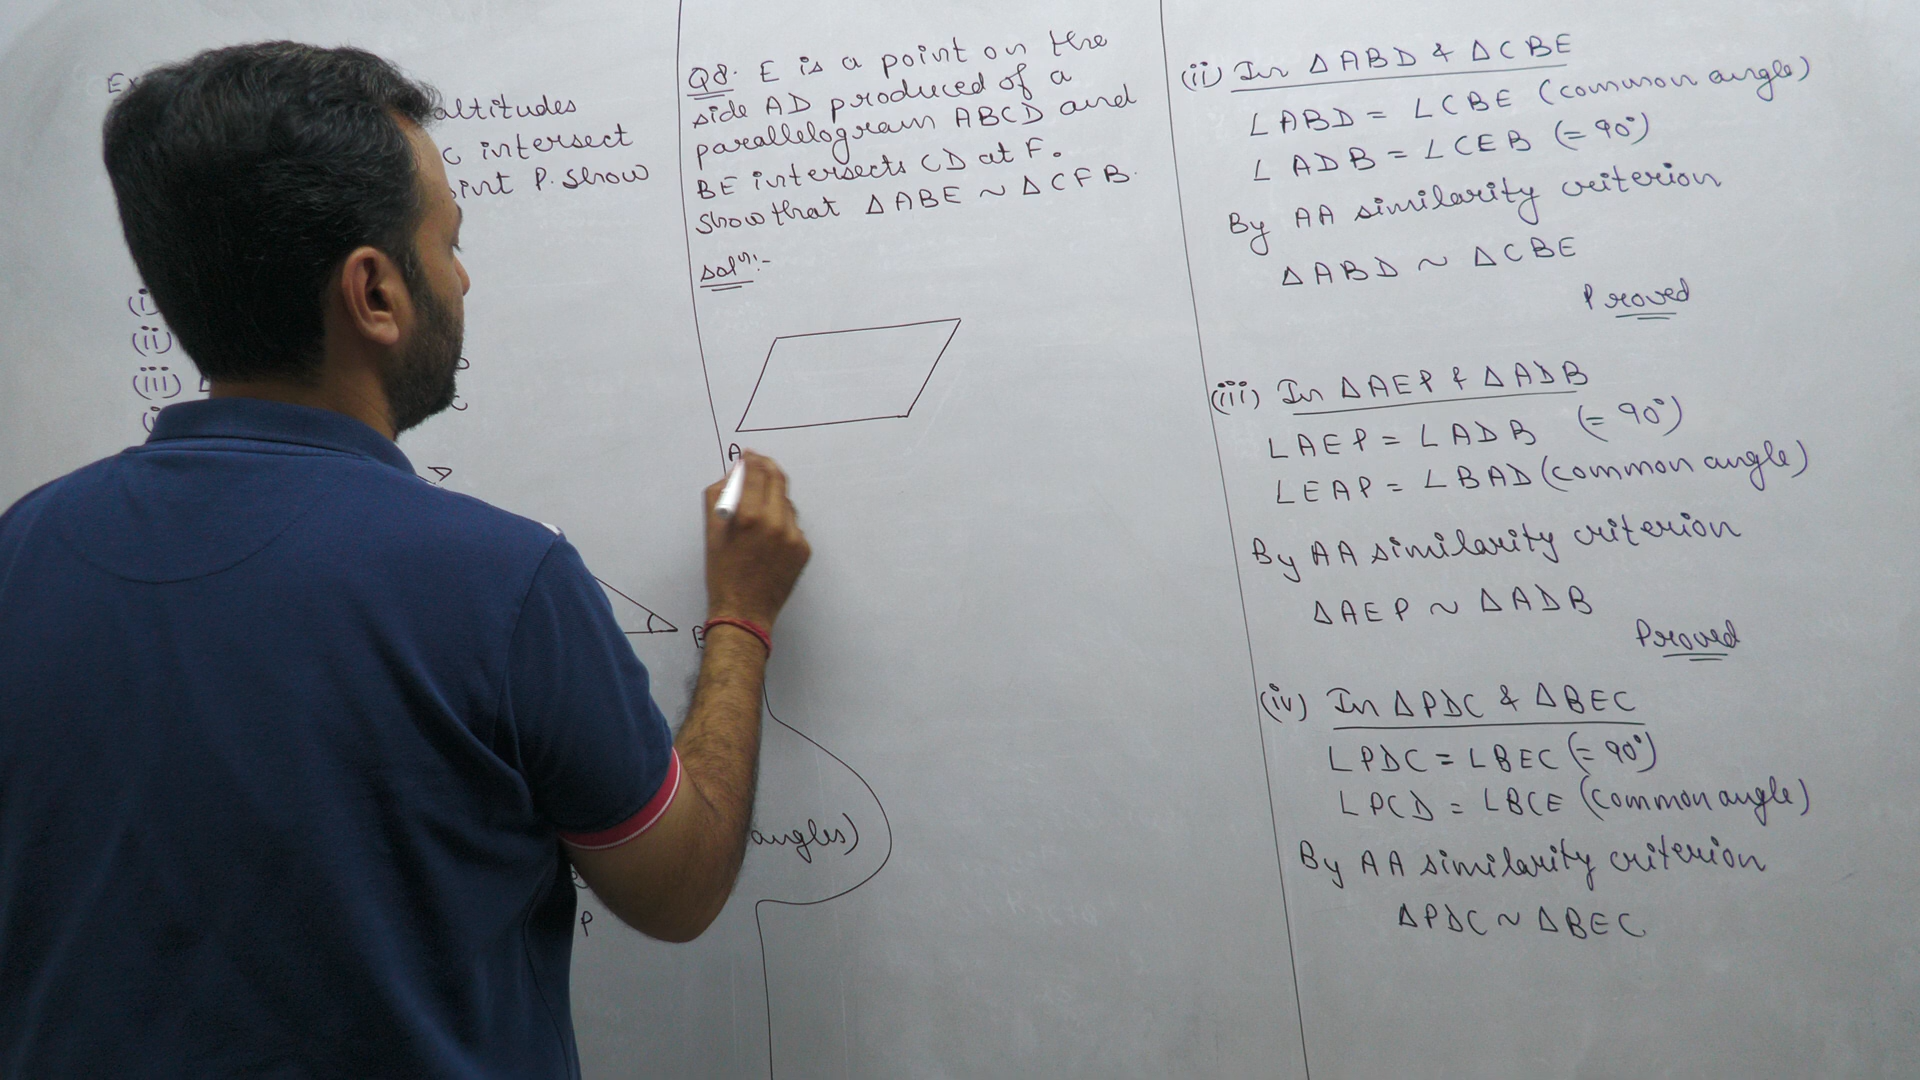 altitudes
intersect
P. show
(ii)
(iii)
Q8. E is a point on the
side AD produced of a
parallelogram ABCD and
BE intersects CD at F.
Show that △ABE ~ △CFB.
Solⁿ:-
A
angles)
P
(ii) In △ABD & △CBE
∠ABD = ∠CBE (common angle)
∠ADB = ∠CEB (= 90°)
By AA similarity criterion
△ABD ~ △CBE
Proved
(iii) In △AEP & △ADB
∠AEP = ∠ADB (= 90°)
∠EAP = ∠BAD (common angle)
By AA similarity criterion
△AEP ~ △ADB
Proved
(iv) In △PDC & △BEC
∠PDC = ∠BEC (= 90°)
∠PCD = ∠BCE (common angle)
By AA similarity criterion
△PDC ~ △BEC